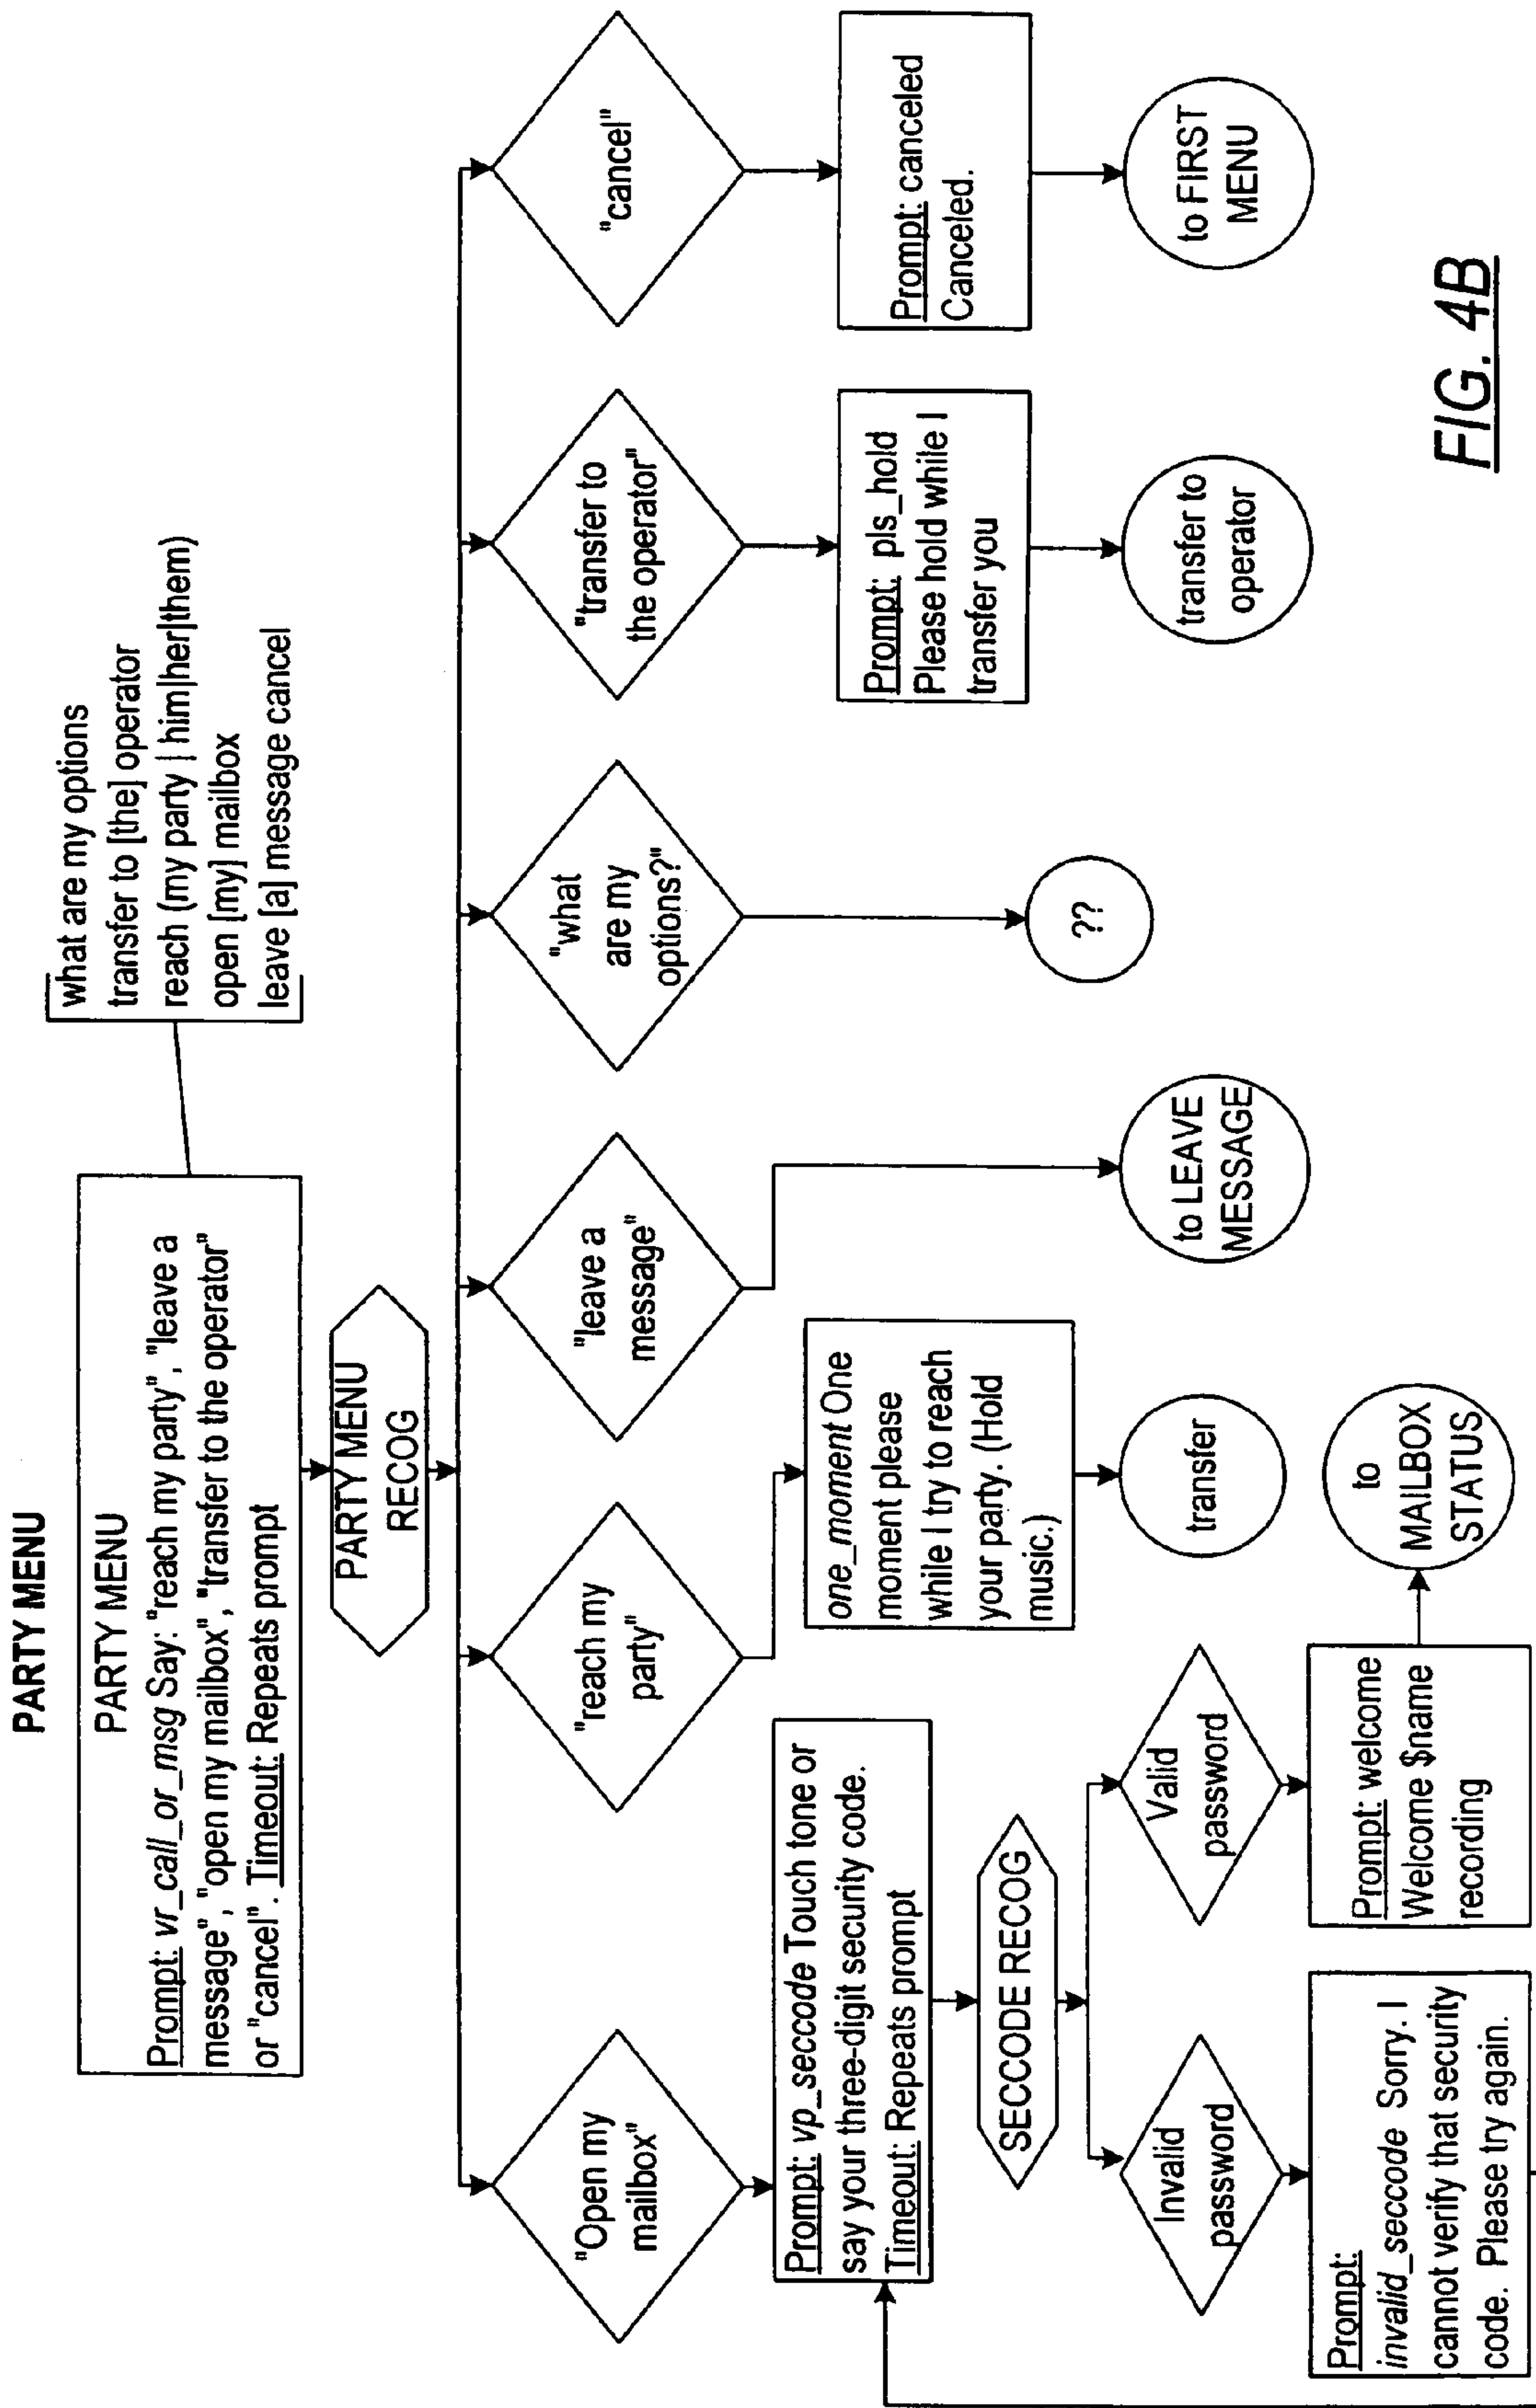 PARTY MENU
PARTY MENU
Prompt: vr_call_or_msg Say: "reach my party", "leave a
message", "open my mailbox", "transfer to the operator"
or "cancel". Timeout: Repeats prompt
what are my options
transfer to [the] operator
reach (my party | him|her|them)
open [my] mailbox
leave [a] message cancel
PARTY MENU
RECOG
"Open my
mailbox"
"reach my
party"
"leave a
message"
"what
are my
options?"
"transfer to
the operator"
"cancel"
Prompt: vp_seccode Touch tone or
say your three-digit security code.
Timeout: Repeats prompt
one_moment One
moment please
while I try to reach
your party. (Hold
music.)
Prompt: pls_hold
Please hold while I
transfer you
Prompt: canceled
Canceled.
SECCODE RECOG
transfer
to LEAVE
MESSAGE
??
transfer to
operator
to FIRST
MENU
Invalid
password
Valid
password
Prompt:
invalid_seccode Sorry. I
cannot verify that security
code. Please try again.
Prompt: welcome
Welcome $name
recording
to
MAILBOX
STATUS
FIG. 4B